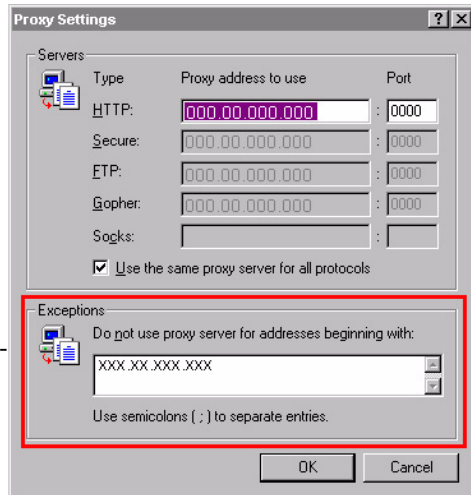 Proxy Settings
Servers
Type Proxy address to use Port
HTTP: 000.00.000.000 : 0000
Secure: 000.00.000.000 : 0000
FTP: 000.00.000.000 : 0000
Gopher: 000.00.000.000 : 0000
Socks: :
Use the same proxy server for all protocols
Exceptions
Do not use proxy server for addresses beginning with:
XXX.XX.XXX.XXX
Use semicolons ( ; ) to separate entries.
OK Cancel